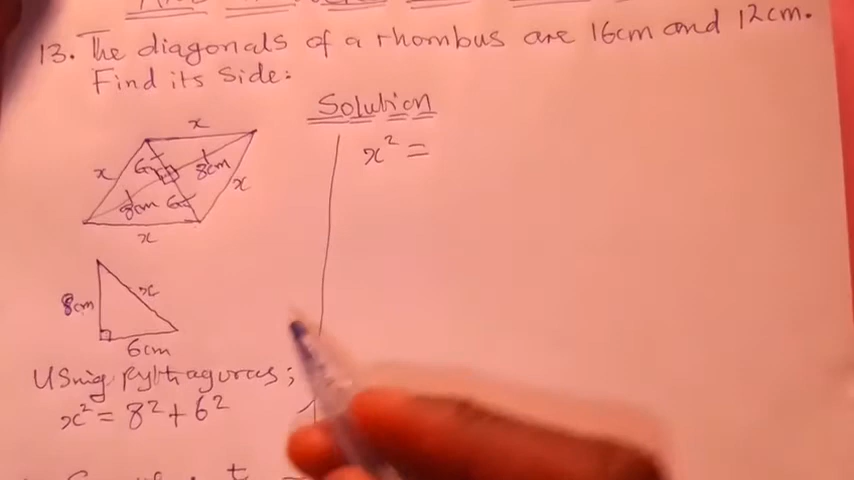 13. The diagonals of a rhombus are 16cm and 12cm.
Find its side:
Solution
x
x
6cm
8cm
x
8cm
6cm
x
x² =
8cm
x
6cm
Using Pythagoras;
x² = 8² + 6²